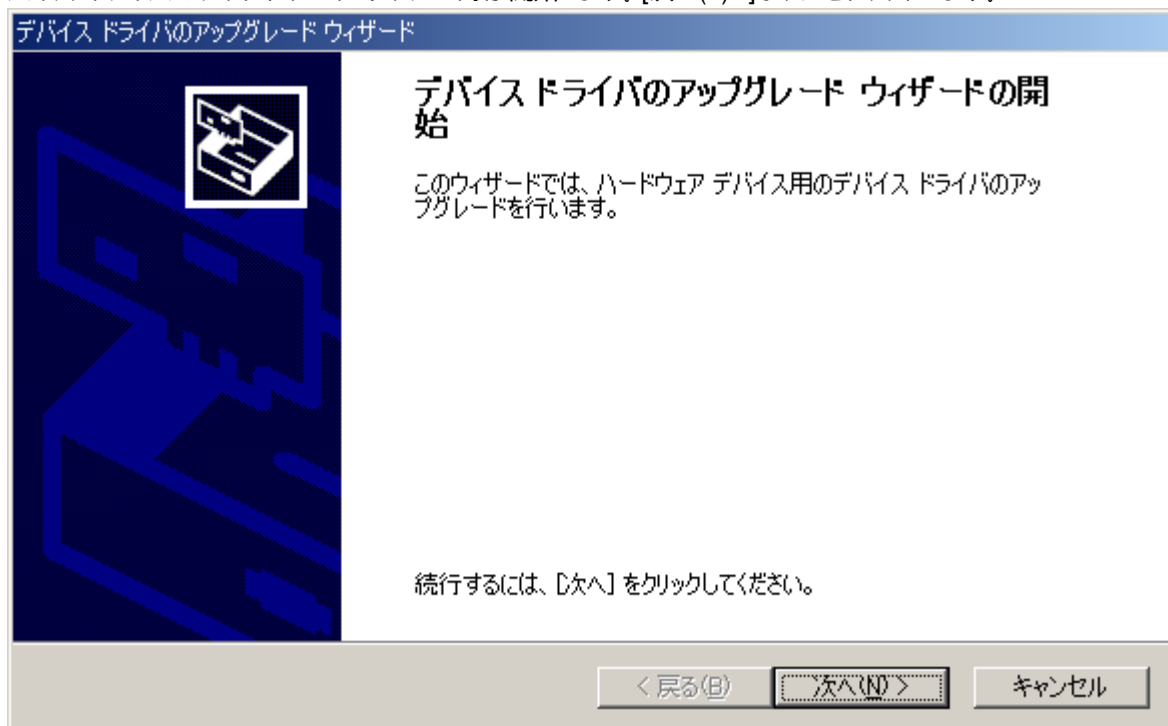 デバイス ドライバのアップグレード ウィザード
デバイス ドライバのアップグレード ウィザードの開
始
このウィザードでは、ハードウェア デバイス用のデバイス ドライバのアッ
プグレードを行います。
続行するには、[次へ] をクリックしてください。
< 戻る(B)
次へ(N) >
キャンセル